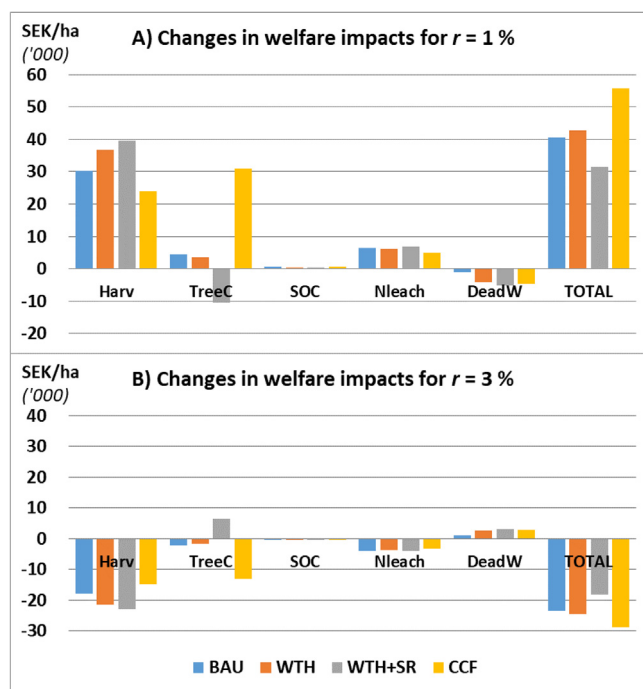 SEK/ha
('000)
A) Changes in welfare impacts for r = 1 %
60
50
40
30
20
10
0
-10
-20
Harv TreeC SOC Nleach DeadW TOTAL
SEK/ha
('000)
B) Changes in welfare impacts for r = 3 %
40
30
20
10
0
-10
-20
-30
Harv TreeC SOC Nleach DeadW TOTAL
BAU WTH WTH+SR CCF